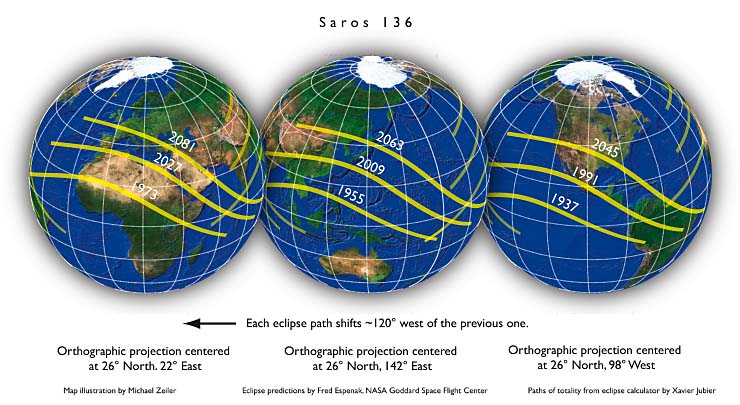 Saros 136
2081
2027
1973
2063
2009
1955
2045
1991
1937
Each eclipse path shifts ~120° west of the previous one.
Orthographic projection centered
at 26° North. 22° East
Orthographic projection centered
at 26° North, 142° East
Orthographic projection centered
at 26° North, 98° West
Map illustration by Michael Zeiler
Eclipse predictions by Fred Espenak, NASA Goddard Space Flight Center
Paths of totality from eclipse calculator by Xavier Jubier